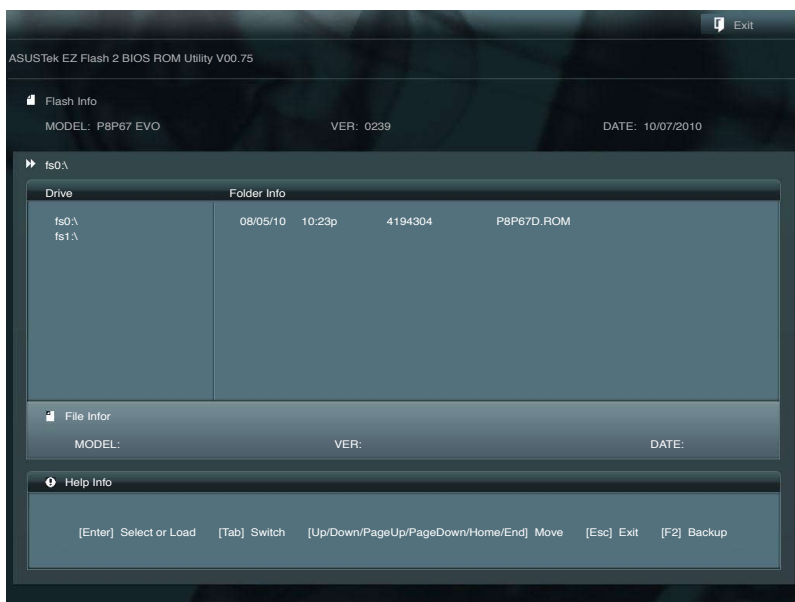 Exit
ASUSTek EZ Flash 2 BIOS ROM Utility V00.75
Flash Info
MODEL: P8P67 EVO VER: 0239 DATE: 10/07/2010
fs0:\
Drive Folder Info
fs0:\ 08/05/10 10:23p 4194304 P8P67D.ROM
fs1:\
File Infor
MODEL: VER: DATE:
Help Info
[Enter] Select or Load [Tab] Switch [Up/Down/PageUp/PageDown/Home/End] Move [Esc] Exit [F2] Backup